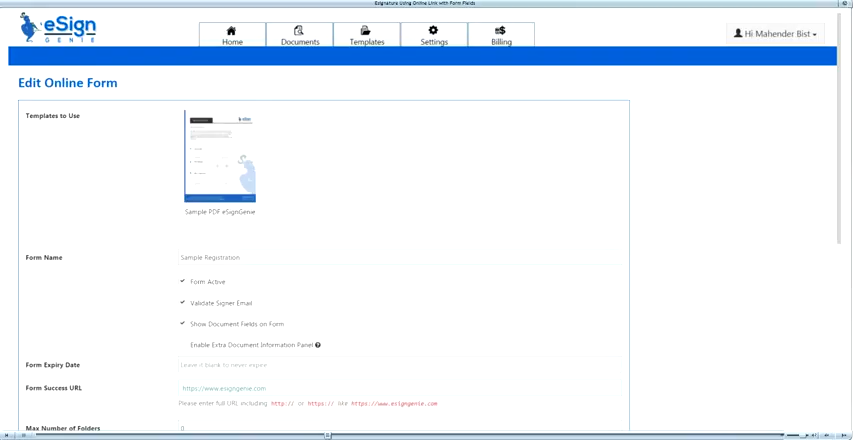 Esignature Using Online Link with Form Fields
eSign
GENIE
Home
Documents
Templates
Settings
Billing
Hi Mahender Bist
Edit Online Form
Templates to Use
Sample PDF eSignGenie
Form Name
Sample Registration
Form Active
Validate Signer Email
Show Document Fields on Form
Enable Extra Document Information Panel
Form Expiry Date
Leave it blank to never expire
Form Success URL
https://www.esigngenie.com
Please enter full URL including http:// or https:// like https://www.esigngenie.com
Max Number of Folders